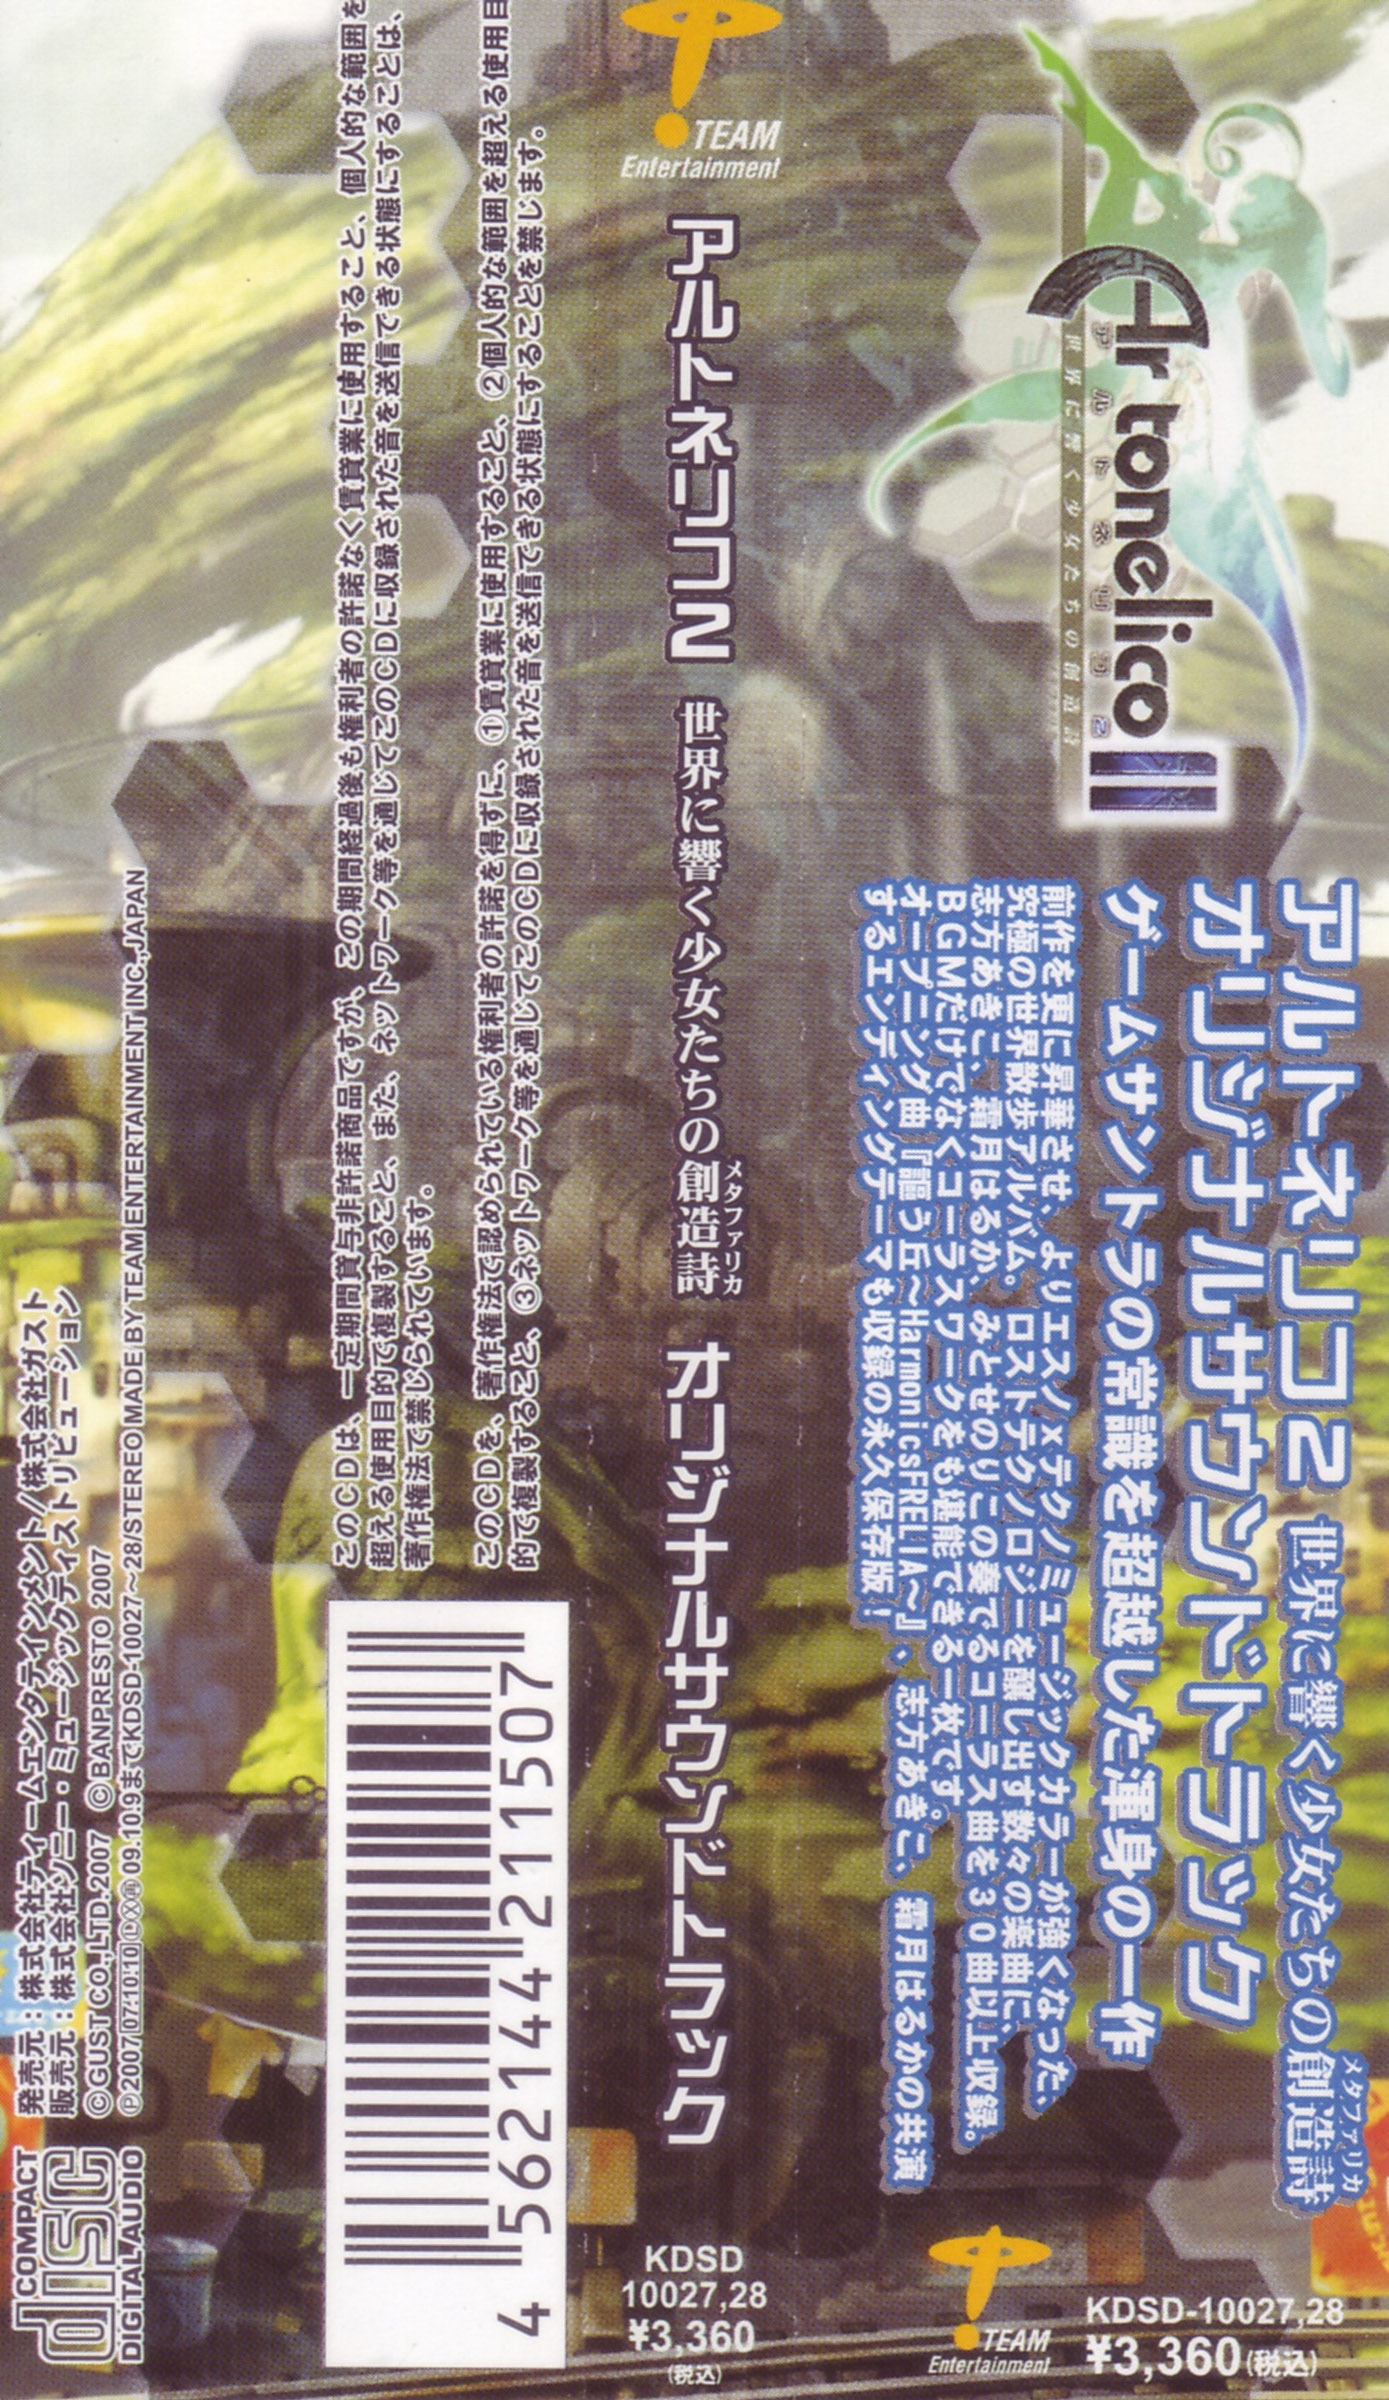 Ar tonelico II
アルトネリコ2
世界に響く少女たちの創造詩
アルトネリコ2 世界に響く少女たちの創造詩
メタファリカ
オリジナルサウンドトラック
ゲームサントラの常識を超越した渾身の一作
前作を更に昇華させ、よりエスノ×テクノミュージックカラーが強くなった、
究極の世界散歩アルバム。ロストテクノロジーを醸し出す数々の楽曲に、
志方あきこ、霜月はるか、みとせのりこの奏でるコーラス曲を30曲以上収録。
BGMだけでなくコーラスワークをも堪能できる一枚です。
オープニング曲『謳う丘~HarmonicsFRELIA~』、志方あきこ、霜月はるかの共演
するエンディングテーマも収録の永久保存版!
TEAM
Entertainment
KDSD-10027,28
¥3,360(税込)
TEAM
Entertainment
アルトネリコ2 世界に響く少女たちの創造詩 オリジナルサウンドトラック
メタファリカ
KDSD
10027,28
¥3,360
(税込)
このCDは、一定期間貸与非許諾商品ですが、この期間経過後も権利者の許諾なく賃貸業に使用すること、個人的な範囲を
超える使用目的で複製すること、また、ネットワーク等を通じてこのCDに収録された音を送信できる状態にすることは、
著作権法で禁じられています。
このCDを、著作権法で認められている権利者の許諾を得ずに、①賃貸業に使用すること、②個人的な範囲を超える使用目
的で複製すること、③ネットワーク等を通じてこのCDに収録された音を送信できる状態にすることを禁じます。
4 562144 211507
発売元：株式会社ティームエンタテインメント/株式会社ガスト
販売元：株式会社ソニー・ミュージックディストリビューション
©GUST CO.,LTD.2007 ©BANPRESTO 2007
Ⓟ2007 07·10·10 Ⓛ Ⓧ 09.10.9までKDSD-10027~28/STEREO MADE BY TEAM ENTERTAINMENT INC.,JAPAN
COMPACT
disc
DIGITAL AUDIO